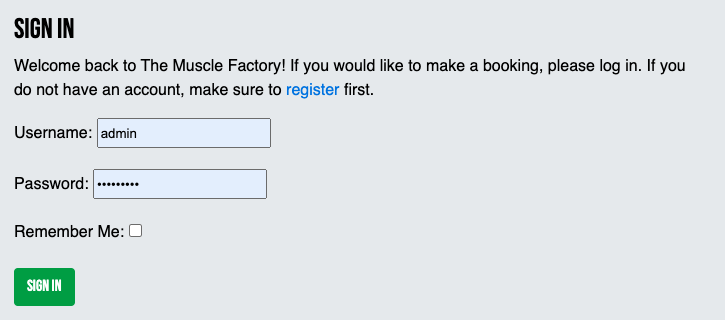 SIGN IN
Welcome back to The Muscle Factory! If you would like to make a booking, please log in. If you
do not have an account, make sure to register first.
Username: admin
Password: •••••••••
Remember Me:
SIGN IN